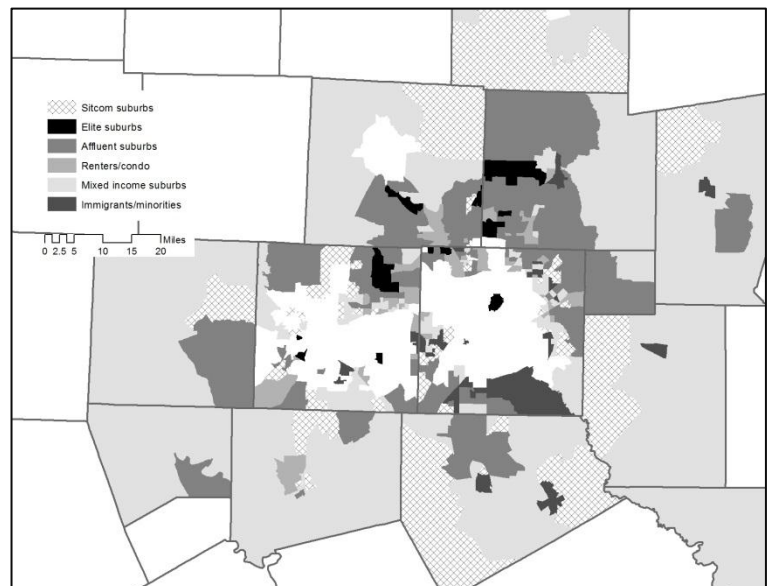 Sitcom suburbs
Elite suburbs
Affluent suburbs
Renters/condo
Mixed income suburbs
Immigrants/minorities
0 2.5 5 10 15 20 Miles